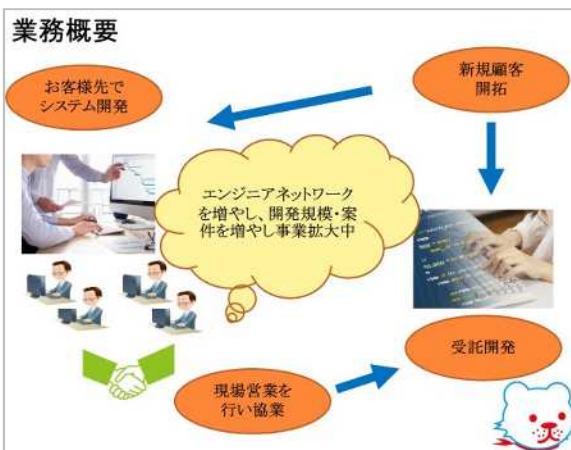 業務概要
お客様先で
システム開発
新規顧客
開拓
エンジニアネットワーク
を増やし、開発規模・案
件を増やし事業拡大中
受託開発
現場営業を
行い協業